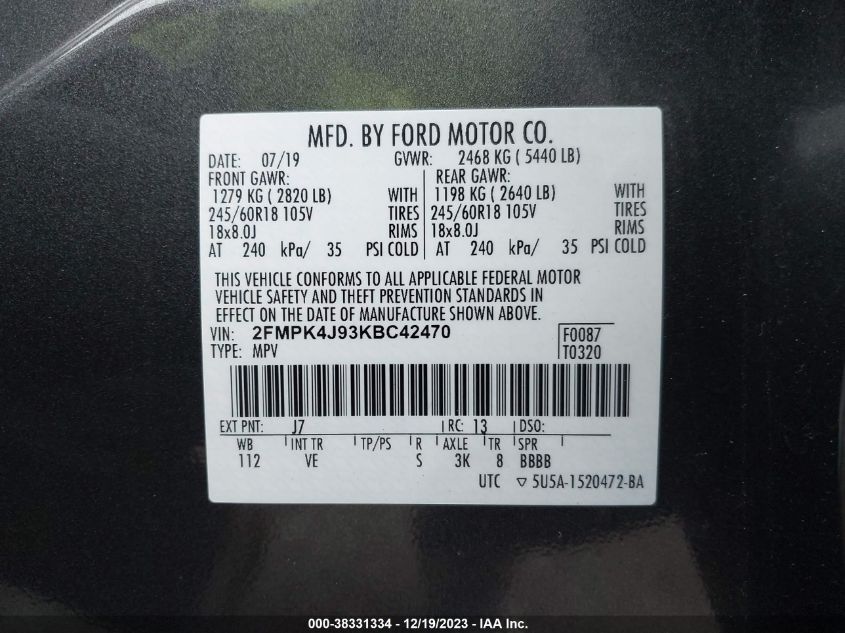 MFD. BY FORD MOTOR CO.
DATE: 07/19 GVWR: 2468 KG ( 5440 LB)
FRONT GAWR: REAR GAWR:
1279 KG ( 2820 LB) WITH 1198 KG ( 2640 LB) WITH
245/60R18 105V TIRES 245/60R18 105V TIRES
18x8.0J RIMS 18x8.0J RIMS
AT 240 kPa/ 35 PSI COLD AT 240 kPa/ 35 PSI COLD
THIS VEHICLE CONFORMS TO ALL APPLICABLE FEDERAL MOTOR
VEHICLE SAFETY AND THEFT PREVENTION STANDARDS IN
EFFECT ON THE DATE OF MANUFACTURE SHOWN ABOVE.
VIN: 2FMPK4J93KBC42470 F0087
TYPE: MPV T0320
EXT PNT: J7 RC: 13 DSO:
WB INT TR TP/PS R AXLE TR SPR
112 VE S 3K 8 BBBB
UTC ▽ 5U5A-1520472-BA
000-38331334 - 12/19/2023 - IAA Inc.